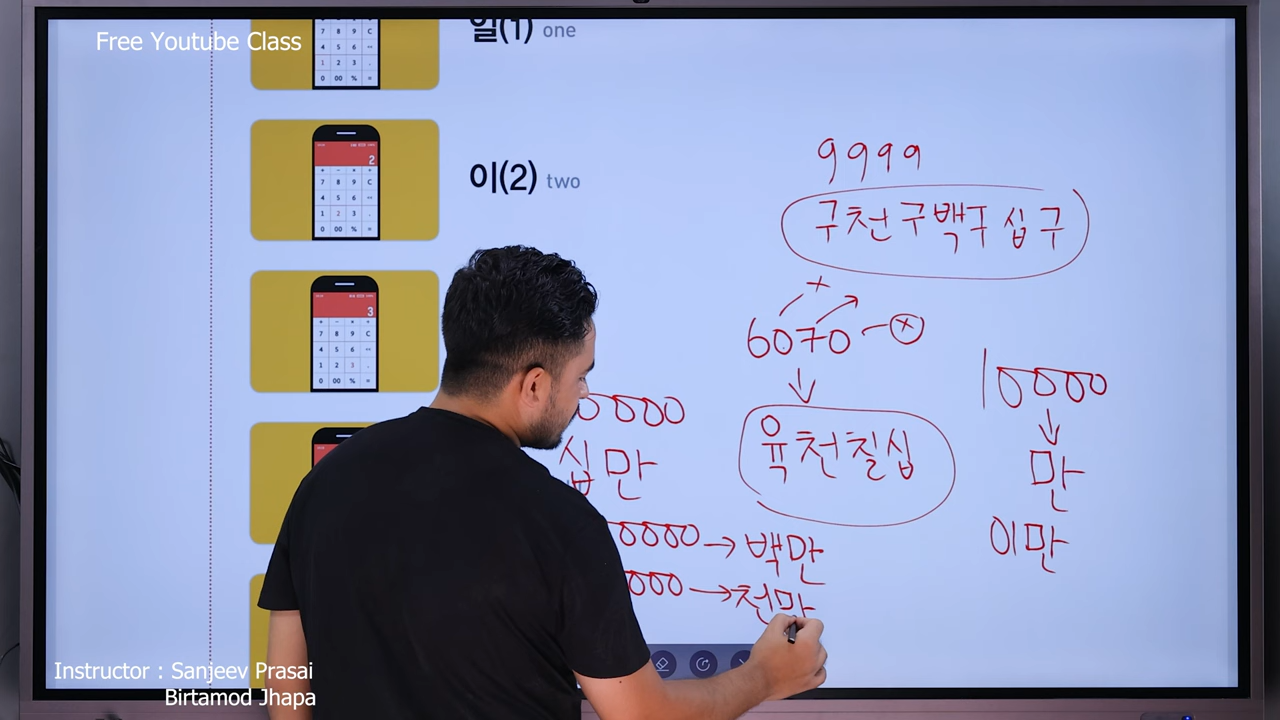 Free Youtube Class
일(1) one
이(2) two
9999
구천구백구십구
6070
육천칠십
10000
↓
만
이만
0000
십만
00000 → 백만
000 → 천만
Instructor : Sanjeev Prasai
Birtamod Jhapa